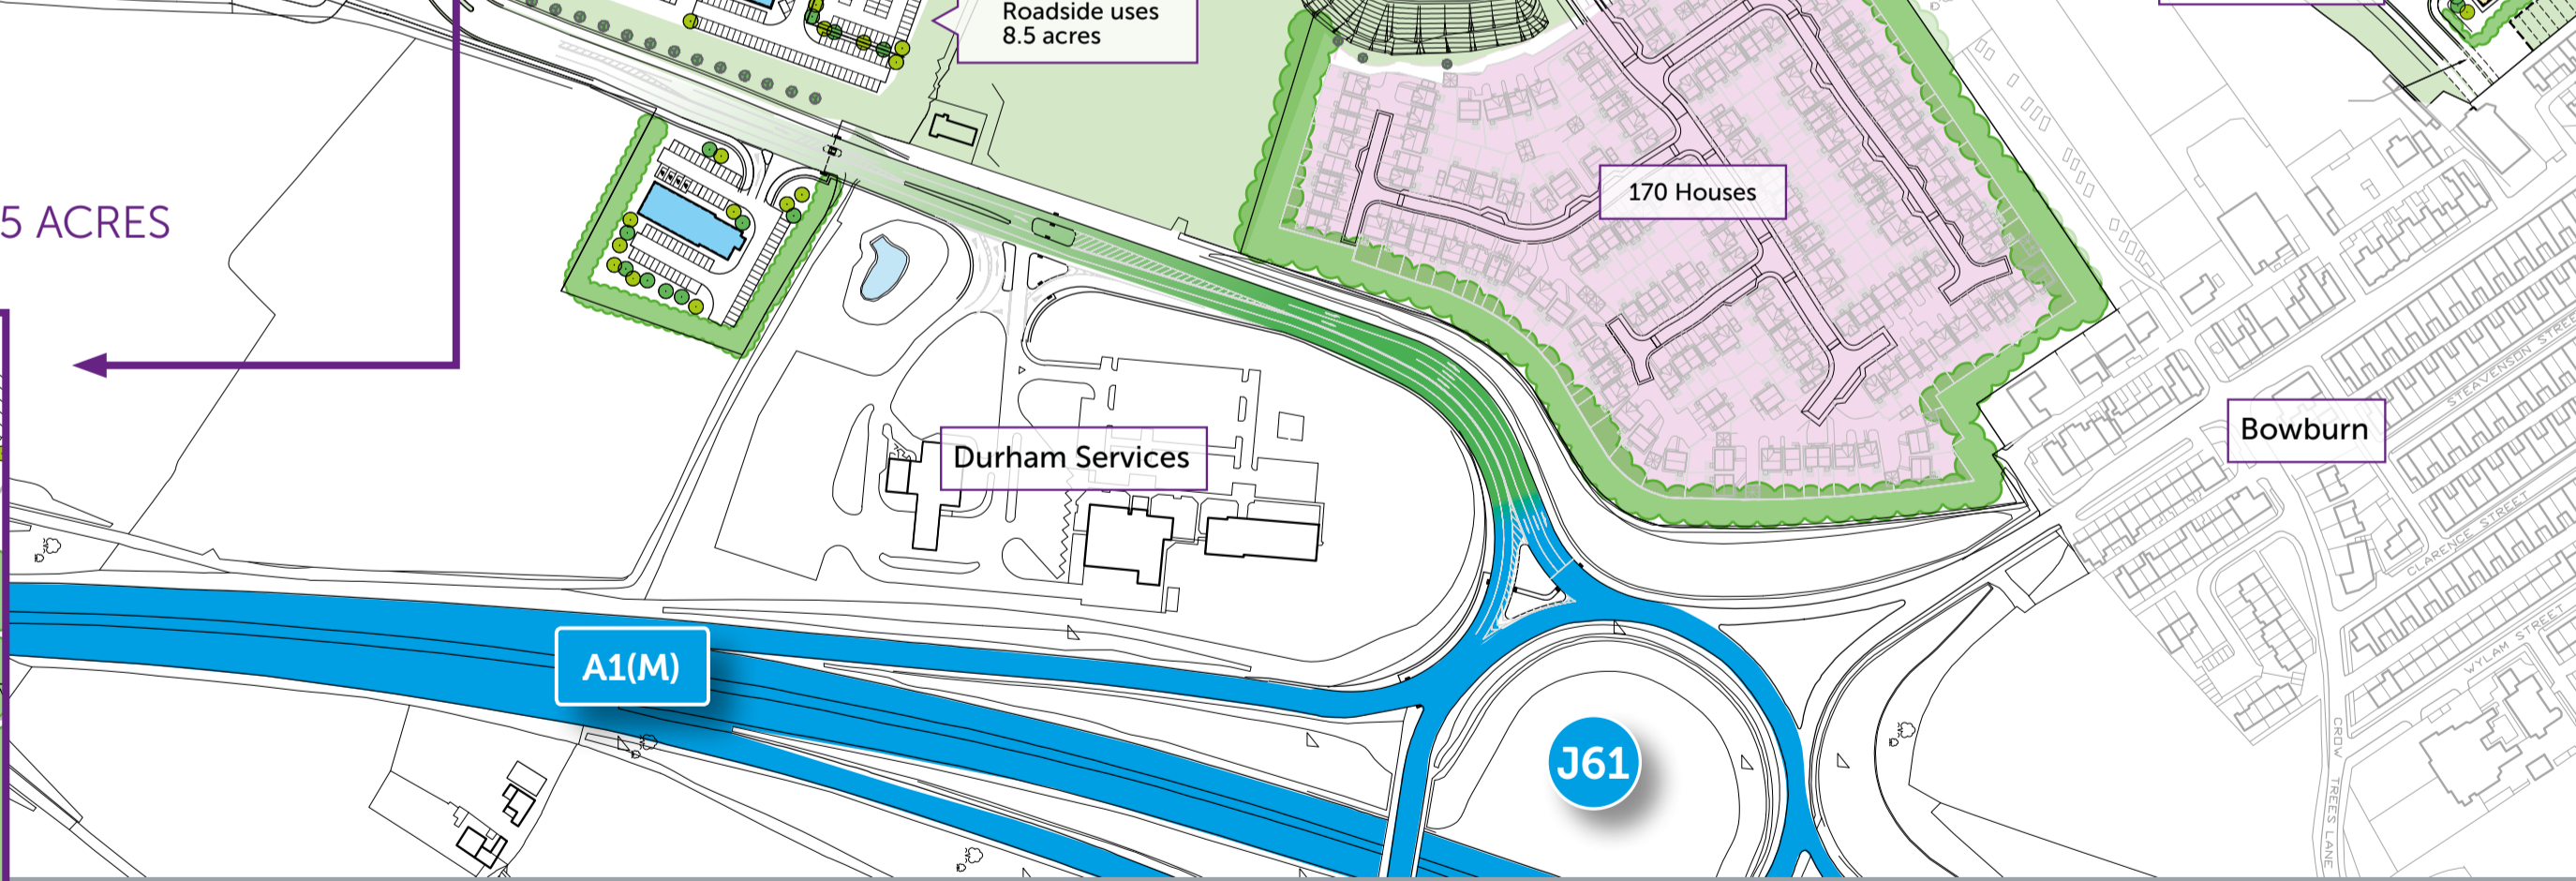 Roadside uses
8.5 acres
170 Houses
5 ACRES
Bowburn
Durham Services
STEAVENSON STRE
CLARENCE STREET
WYLAM STREET
A1(M)
J61
CROW TREES LANE